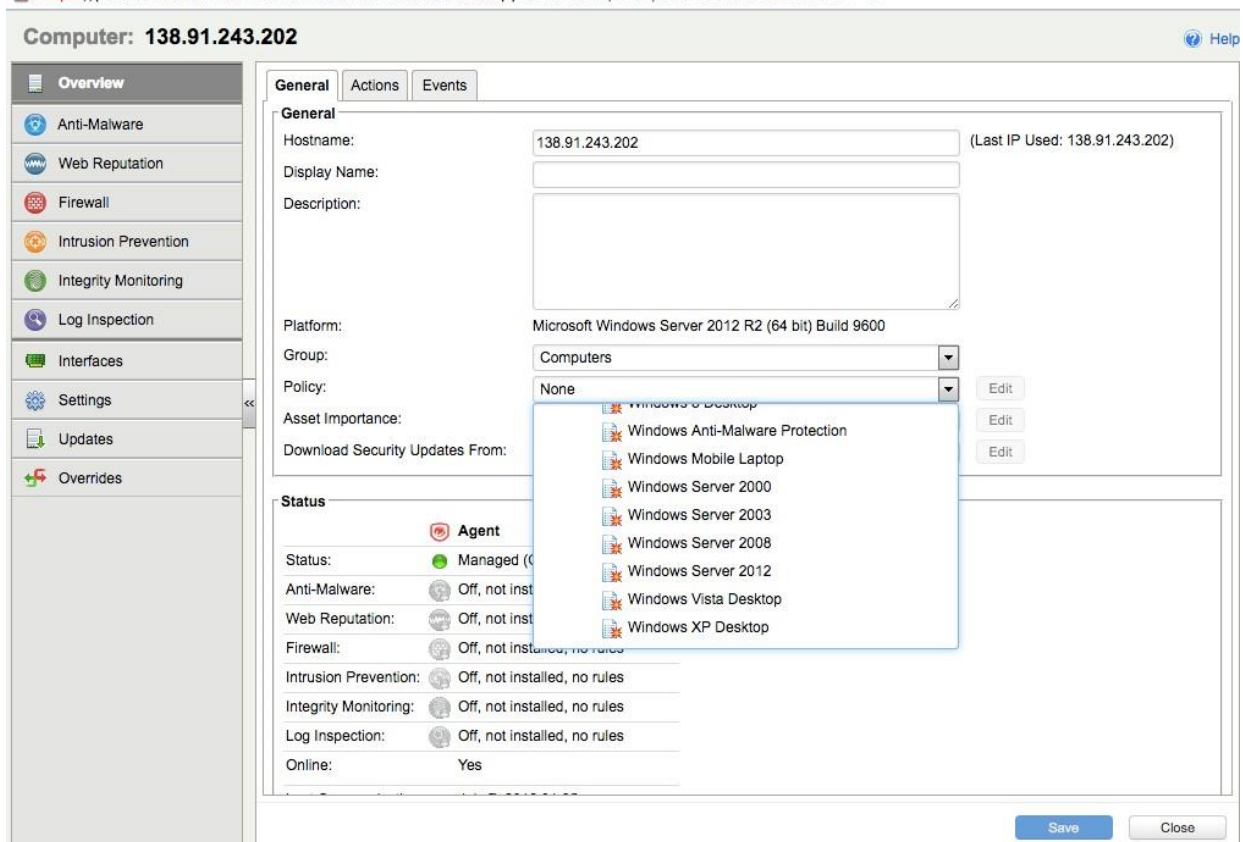 Computer: 138.91.243.202
Help
Overview
Anti-Malware
Web Reputation
Firewall
Intrusion Prevention
Integrity Monitoring
Log Inspection
Interfaces
Settings
Updates
Overrides
<<
General Actions Events
General
Hostname: 138.91.243.202 (Last IP Used: 138.91.243.202)
Display Name:
Description:
Platform: Microsoft Windows Server 2012 R2 (64 bit) Build 9600
Group: Computers
Policy: None Edit
Asset Importance: Edit
Download Security Updates From: Edit
Desktop
Windows Anti-Malware Protection
Windows Mobile Laptop
Windows Server 2000
Windows Server 2003
Windows Server 2008
Windows Server 2012
Windows Vista Desktop
Windows XP Desktop
Status
Agent
Status: Managed
Anti-Malware: Off, not
Web Reputation: Off, not
Firewall: Off, not installed, no rules
Intrusion Prevention: Off, not installed, no rules
Integrity Monitoring: Off, not installed, no rules
Log Inspection: Off, not installed, no rules
Online: Yes
Save Close